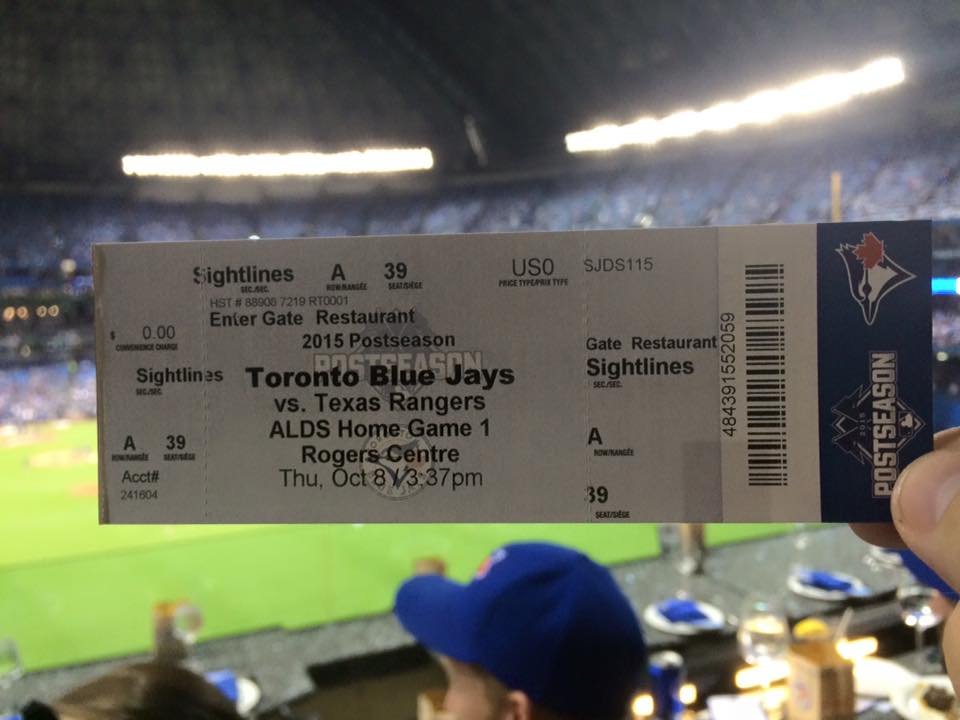 Sightlines A 39 US0 SJDS115
SEC./SEC. ROW/RANGÉE SEAT/SIÈGE PRICE TYPE/PRIX TYPE
HST # 88906 7219 RT0001
Enter Gate Restaurant
$ 0.00
CONVENIENCE CHARGE
2015 Postseason
POSTSEASON
Gate Restaurant
Sightlines
SEC./SEC.
Toronto Blue Jays
Sightlines
SEC./SEC.
vs. Texas Rangers
ALDS Home Game 1
A 39
ROW/RANGÉE SEAT/SIÈGE
A
ROW/RANGÉE
Rogers Centre
Thu, Oct 8 / 3:37pm
Acct#
241604
39
SEAT/SIÈGE
484391552059
2015
POSTSEASON